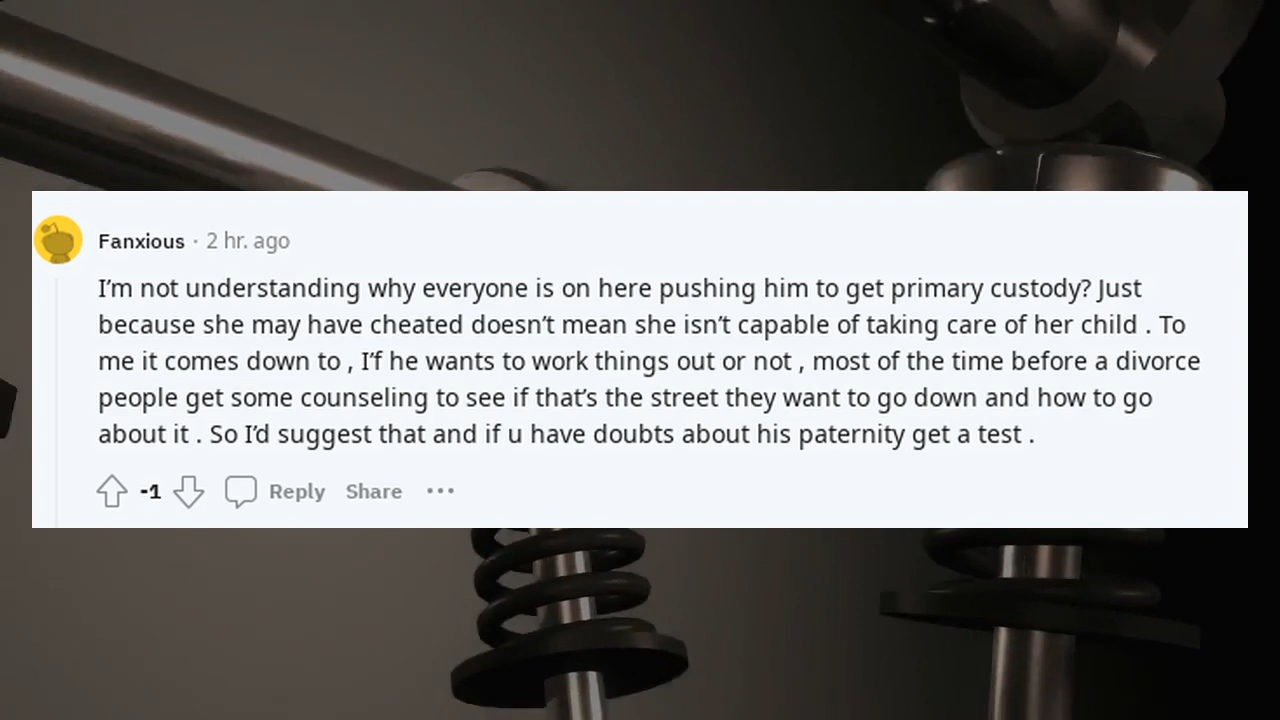 Fanxious · 2 hr. ago
I’m not understanding why everyone is on here pushing him to get primary custody? Just
because she may have cheated doesn’t mean she isn’t capable of taking care of her child . To
me it comes down to , I’f he wants to work things out or not , most of the time before a divorce
people get some counseling to see if that’s the street they want to go down and how to go
about it . So I’d suggest that and if u have doubts about his paternity get a test .
-1 Reply Share ···